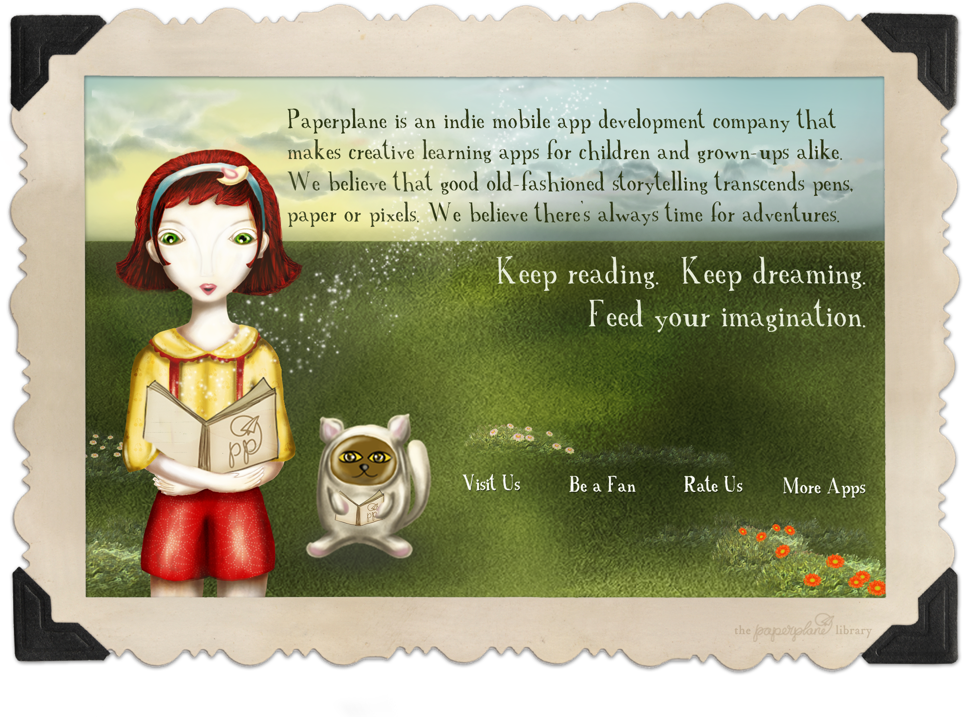 Paperplane is an indie mobile app development company that
makes creative learning apps for children and grown-ups alike.
We believe that good old-fashioned storytelling transcends pens,
paper or pixels. We believe there's always time for adventures.
Keep reading. Keep dreaming.
Feed your imagination.
pp
PP
Visit Us Be a Fan Rate Us More Apps
the paperplane library